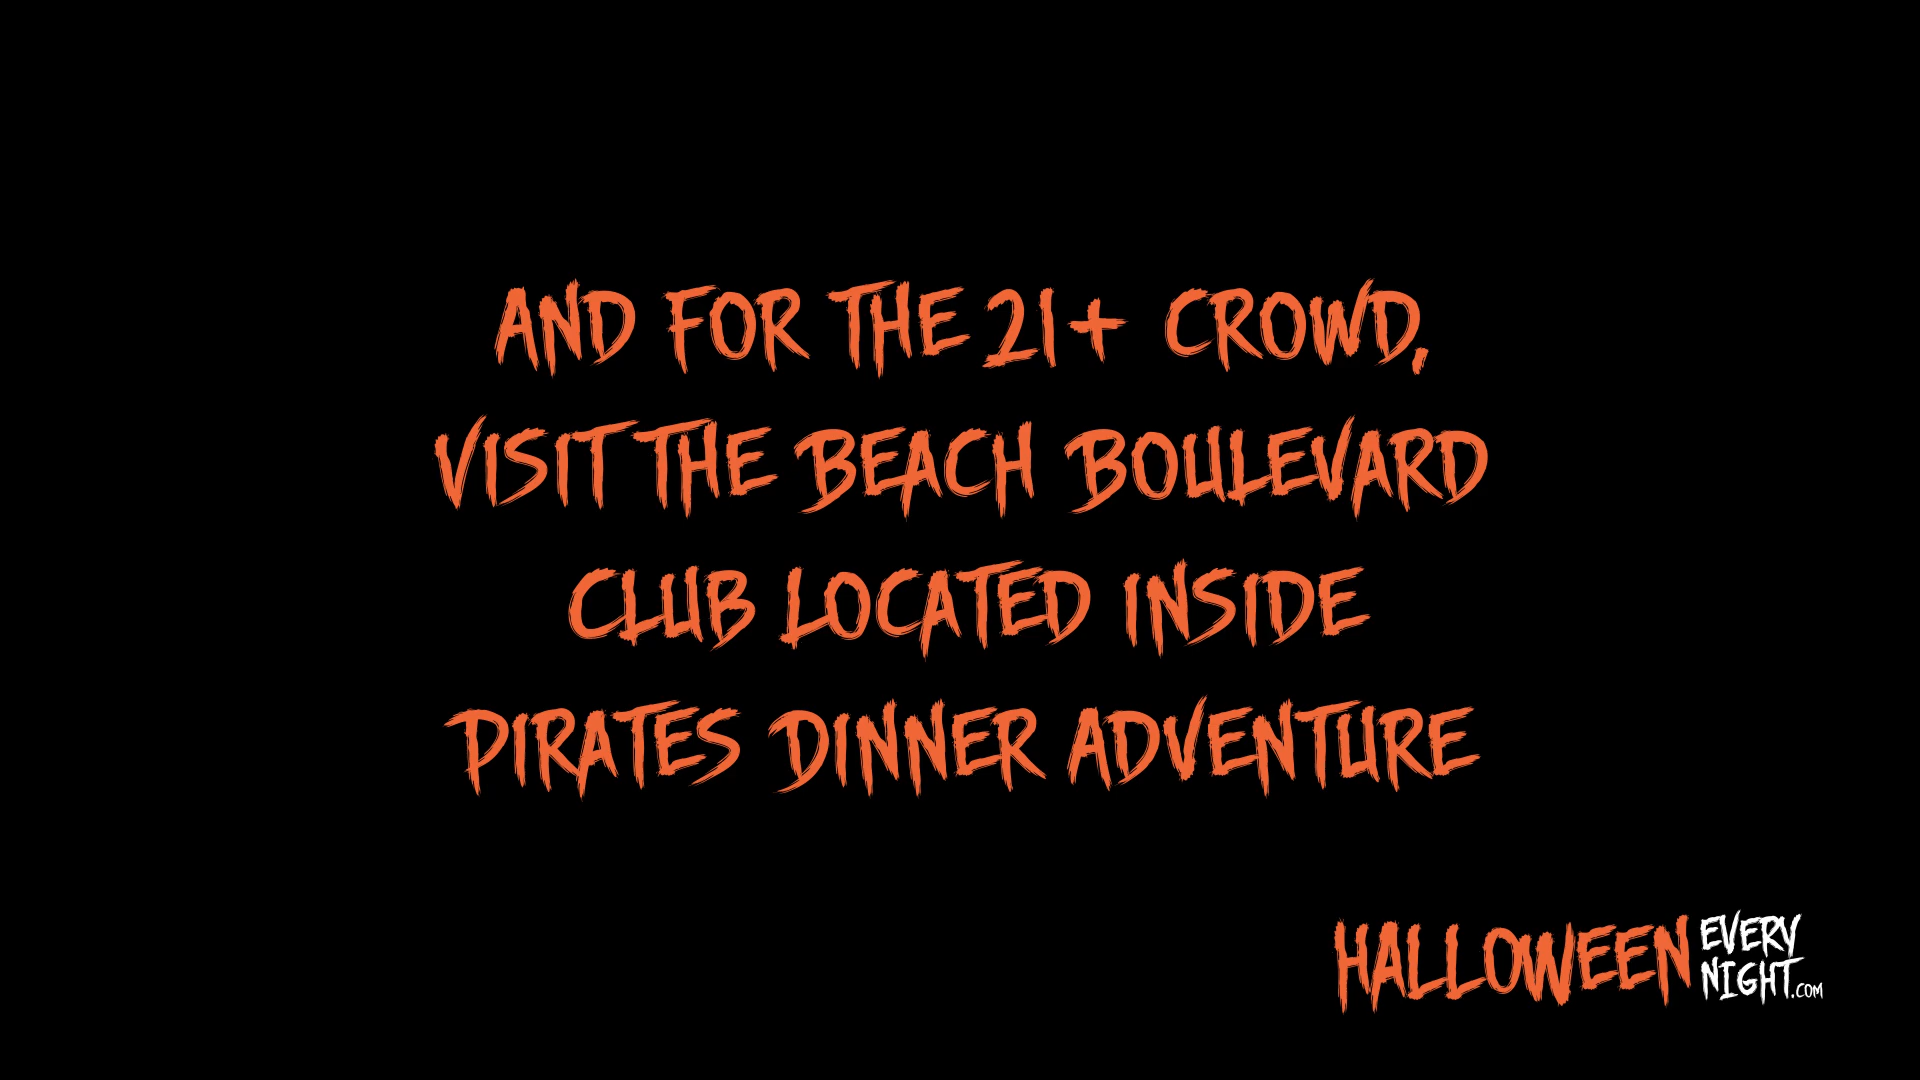 AND FOR THE 21+ CROWD,
VISIT THE BEACH BOULEVARD
CLUB LOCATED INSIDE
PIRATES DINNER ADVENTURE
HALLOWEEN EVERY
NIGHT.COM